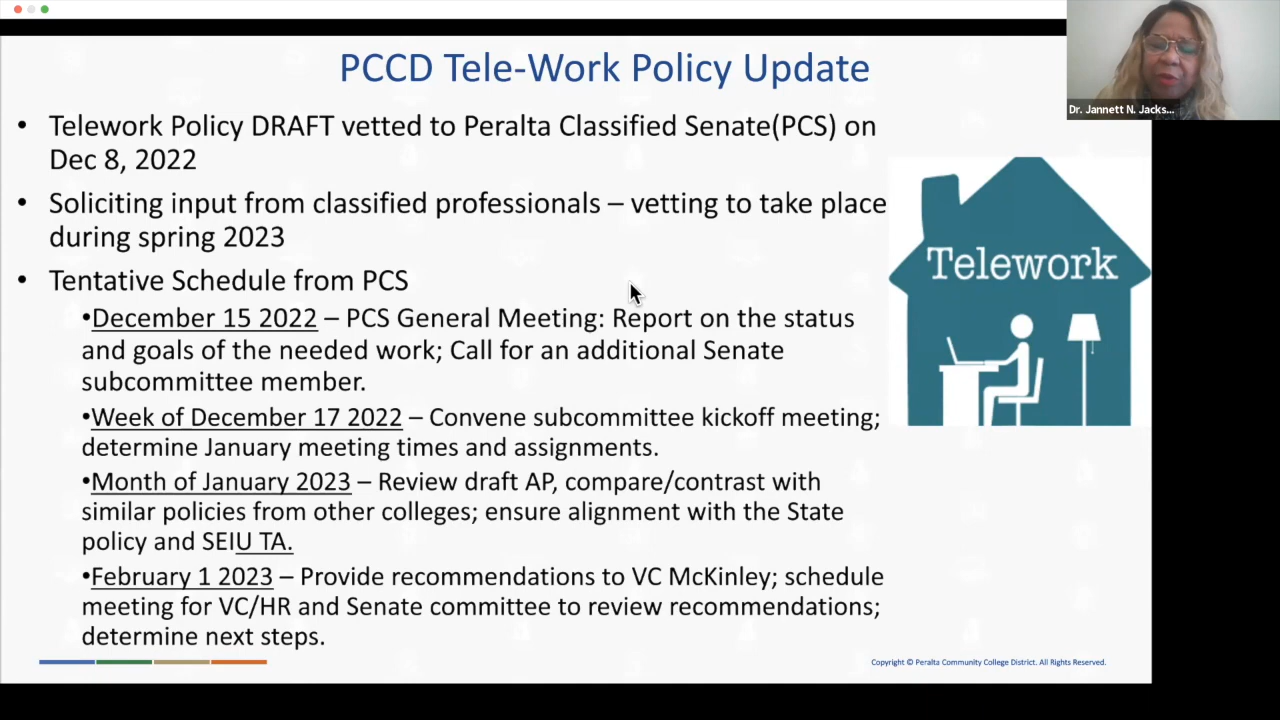 PCCD Tele-Work Policy Update
Dr. Jannett N. Jacks...
• Telework Policy DRAFT vetted to Peralta Classified Senate(PCS) on
Dec 8, 2022
• Soliciting input from classified professionals – vetting to take place
during spring 2023
• Tentative Schedule from PCS
•December 15 2022 – PCS General Meeting: Report on the status
and goals of the needed work; Call for an additional Senate
subcommittee member.
•Week of December 17 2022 – Convene subcommittee kickoff meeting;
determine January meeting times and assignments.
•Month of January 2023 – Review draft AP, compare/contrast with
similar policies from other colleges; ensure alignment with the State
policy and SEIU TA.
•February 1 2023 – Provide recommendations to VC McKinley; schedule
meeting for VC/HR and Senate committee to review recommendations;
determine next steps.
Telework
Copyright © Peralta Community College District. All Rights Reserved.